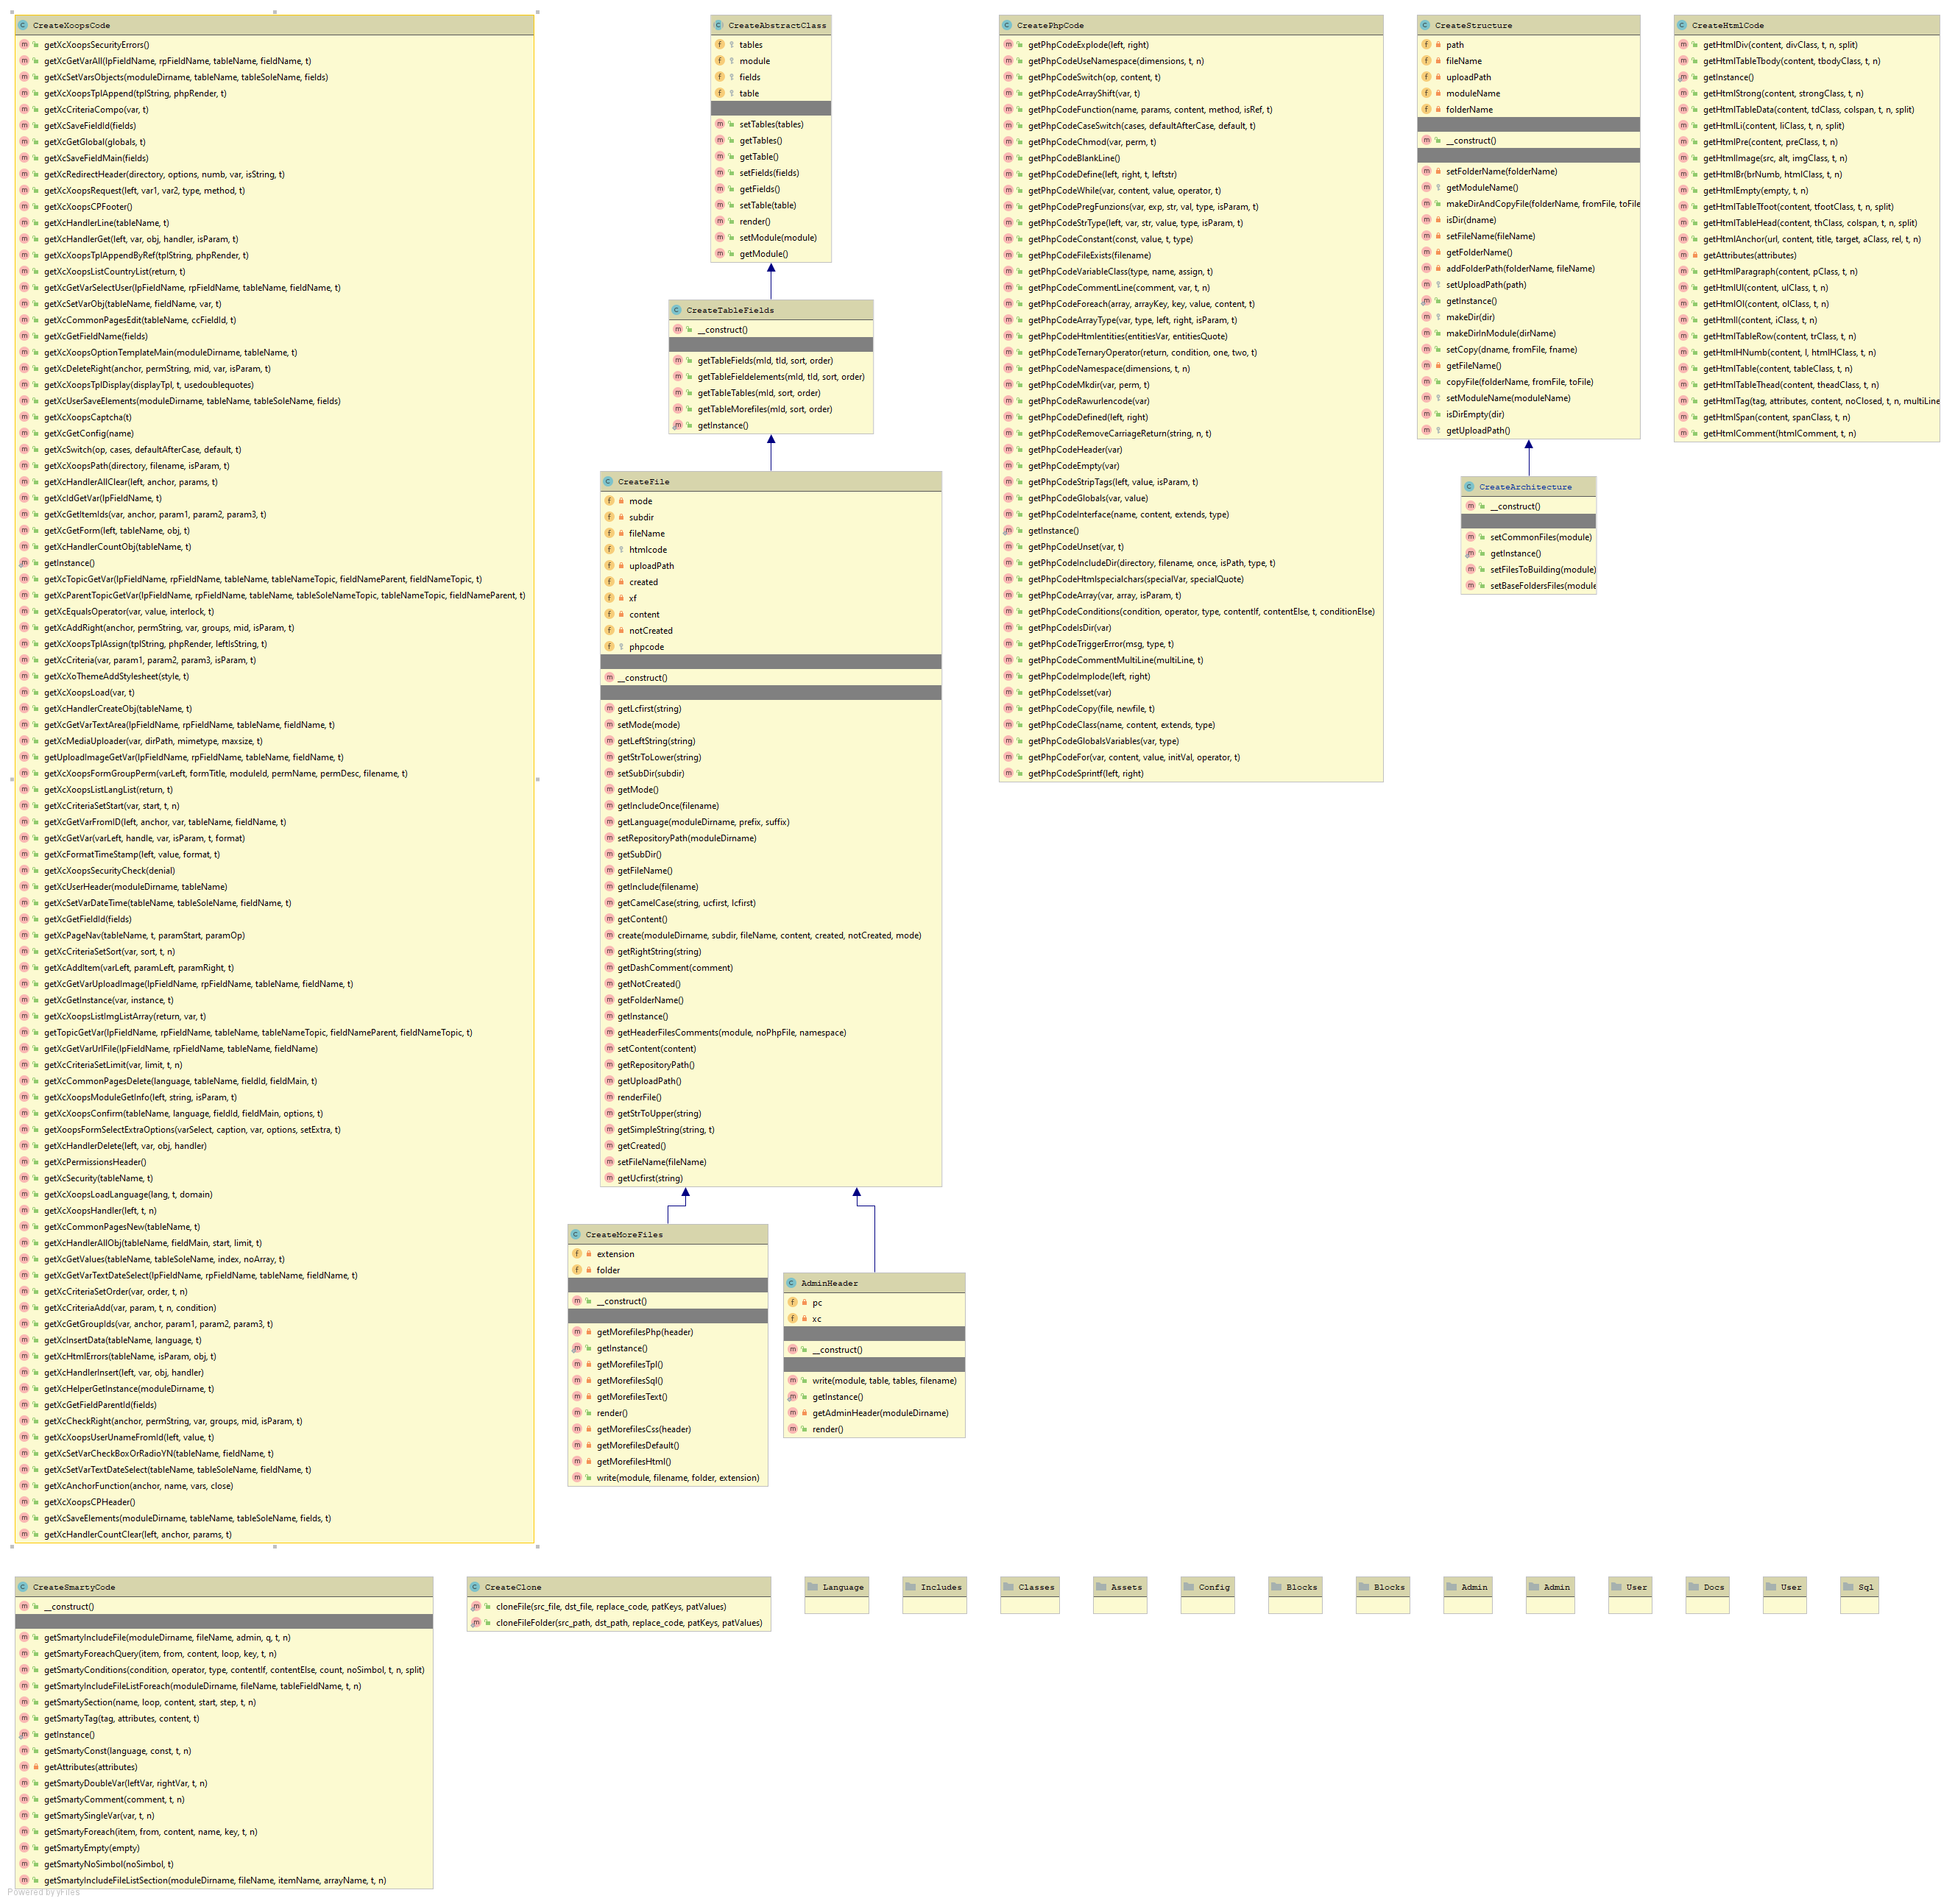 CreateXoopsCode
getXcXoopsSecurityErrors()
getXcGetVarAll(lpFieldName, rpFieldName, tableName, fieldName, t)
getXcSetVarsObjects(moduleDirname, tableName, tableSoleName, fields)
getXcXoopsTplAppend(tplString, phpRender, t)
getXcCriteriaCompo(var, t)
getXcSaveFieldId(fields)
getXcGetGlobal(globals, t)
getXcSaveFieldMain(fields)
getXcRedirectHeader(directory, options, numb, var, isString, t)
getXcXoopsRequest(left, var1, var2, type, method, t)
getXcXoopsCPFooter()
getXcHandlerLine(tableName, t)
getXcHandlerGet(left, var, obj, handler, isParam, t)
getXcXoopsTplAppendByRef(tplString, phpRender, t)
getXcXoopsListCountryList(return, t)
getXcGetVarSelectUser(lpFieldName, rpFieldName, tableName, fieldName, t)
getXcSetVarObj(tableName, fieldName, var, t)
getXcCommonPagesEdit(tableName, ccFieldId, t)
getXcGetFieldName(fields)
getXcXoopsOptionTemplateMain(moduleDirname, tableName, t)
getXcDeleteRight(anchor, permString, mid, var, isParam, t)
getXcXoopsTplDisplay(displayTpl, t, usedoublequotes)
getXcUserSaveElements(moduleDirname, tableName, tableSoleName, fields)
getXcXoopsCaptcha(t)
getXcGetConfig(name)
getXcSwitch(op, cases, defaultAfterCase, default, t)
getXcXoopsPath(directory, filename, isParam, t)
getXcHandlerAllClear(left, anchor, params, t)
getXcIdGetVar(lpFieldName, t)
getXcGetItemIds(var, anchor, param1, param2, param3, t)
getXcGetForm(left, tableName, obj, t)
getXcHandlerCountObj(tableName, t)
getInstance()
getXcTopicGetVar(lpFieldName, rpFieldName, tableName, tableNameTopic, fieldNameParent, fieldNameTopic, t)
getXcParentTopicGetVar(lpFieldName, rpFieldName, tableName, tableSoleNameTopic, tableNameTopic, fieldNameParent, t)
getXcEqualsOperator(var, value, interlock, t)
getXcAddRight(anchor, permString, var, groups, mid, isParam, t)
getXcXoopsTplAssign(tplString, phpRender, leftIsString, t)
getXcCriteria(var, param1, param2, param3, isParam, t)
getXcXoThemeAddStylesheet(style, t)
getXcXoopsLoad(var, t)
getXcHandlerCreateObj(tableName, t)
getXcGetVarTextArea(lpFieldName, rpFieldName, tableName, fieldName, t)
getXcMediaUploader(var, dirPath, mimetype, maxsize, t)
getUploadImageGetVar(lpFieldName, rpFieldName, tableName, fieldName, t)
getXcXoopsFormGroupPerm(varLeft, formTitle, moduleId, permName, permDesc, filename, t)
getXcXoopsListLangList(return, t)
getXcCriteriaSetStart(var, start, t, n)
getXcGetVarFromID(left, anchor, var, tableName, fieldName, t)
getXcGetVar(varLeft, handle, var, isParam, t, format)
getXcFormatTimeStamp(left, value, format, t)
getXcXoopsSecurityCheck(denial)
getXcUserHeader(moduleDirname, tableName)
getXcSetVarDateTime(tableName, tableSoleName, fieldName, t)
getXcGetFieldId(fields)
getXcPageNav(tableName, t, paramStart, paramOp)
getXcCriteriaSetSort(var, sort, t, n)
getXcAddItem(varLeft, paramLeft, paramRight, t)
getXcGetVarUploadImage(lpFieldName, rpFieldName, tableName, fieldName, t)
getXcGetInstance(var, instance, t)
getXcXoopsListImgListArray(return, var, t)
getTopicGetVar(lpFieldName, rpFieldName, tableName, tableNameTopic, fieldNameParent, fieldNameTopic, t)
getXcGetVarUrlFile(lpFieldName, rpFieldName, tableName, fieldName)
getXcCriteriaSetLimit(var, limit, t, n)
getXcCommonPagesDelete(language, tableName, fieldId, fieldMain, t)
getXcXoopsModuleGetInfo(left, string, isParam, t)
getXcXoopsConfirm(tableName, language, fieldId, fieldMain, options, t)
getXoopsFormSelectExtraOptions(varSelect, caption, var, options, setExtra, t)
getXcHandlerDelete(left, var, obj, handler)
getXcPermissionsHeader()
getXcSecurity(tableName, t)
getXcXoopsLoadLanguage(lang, t, domain)
getXcXoopsHandler(left, t, n)
getXcCommonPagesNew(tableName, t)
getXcHandlerAllObj(tableName, fieldMain, start, limit, t)
getXcGetValues(tableName, tableSoleName, index, noArray, t)
getXcGetVarTextDateSelect(lpFieldName, rpFieldName, tableName, fieldName, t)
getXcCriteriaSetOrder(var, order, t, n)
getXcCriteriaAdd(var, param, t, n, condition)
getXcGetGroupIds(var, anchor, param1, param2, param3, t)
getXcInsertData(tableName, language, t)
getXcHtmlErrors(tableName, isParam, obj, t)
getXcHandlerInsert(left, var, obj, handler)
getXcHelperGetInstance(moduleDirname, t)
getXcGetFieldParentId(fields)
getXcCheckRight(anchor, permString, var, groups, mid, isParam, t)
getXcXoopsUserUnameFromId(left, value, t)
getXcSetVarCheckBoxOrRadioYN(tableName, fieldName, t)
getXcSetVarTextDateSelect(tableName, tableSoleName, fieldName, t)
getXcAnchorFunction(anchor, name, vars, close)
getXcXoopsCPHeader()
getXcSaveElements(moduleDirname, tableName, tableSoleName, fields, t)
getXcHandlerCountClear(left, anchor, params, t)
CreateAbstractClass
tables
module
fields
table
setTables(tables)
getTables()
getTable()
setFields(fields)
getFields()
setTable(table)
render()
setModule(module)
getModule()
CreateTableFields
__construct()
getTableFields(mId, tId, sort, order)
getTableFieldelements(mId, tId, sort, order)
getTableTables(mId, sort, order)
getTableMorefiles(mId, sort, order)
getInstance()
CreateFile
mode
subdir
fileName
htmlcode
uploadPath
created
xf
content
notCreated
phpcode
__construct()
getLcfirst(string)
setMode(mode)
getLeftString(string)
getStrToLower(string)
setSubDir(subdir)
getMode()
getIncludeOnce(filename)
getLanguage(moduleDirname, prefix, suffix)
setRepositoryPath(moduleDirname)
getSubDir()
getFileName()
getInclude(filename)
getCamelCase(string, ucfirst, lcfirst)
getContent()
create(moduleDirname, subdir, fileName, content, created, notCreated, mode)
getRightString(string)
getDashComment(comment)
getNotCreated()
getFolderName()
getInstance()
getHeaderFilesComments(module, noPhpFile, namespace)
setContent(content)
getRepositoryPath()
getUploadPath()
renderFile()
getStrToUpper(string)
getSimpleString(string, t)
getCreated()
setFileName(fileName)
getUcfirst(string)
CreateMoreFiles
extension
folder
__construct()
getMorefilesPhp(header)
getInstance()
getMorefilesTpl()
getMorefilesSql()
getMorefilesText()
render()
getMorefilesCss(header)
getMorefilesDefault()
getMorefilesHtml()
write(module, filename, folder, extension)
AdminHeader
pc
xc
__construct()
write(module, table, tables, filename)
getInstance()
getAdminHeader(moduleDirname)
render()
CreatePhpCode
getPhpCodeExplode(left, right)
getPhpCodeUseNamespace(dimensions, t, n)
getPhpCodeSwitch(op, content, t)
getPhpCodeArrayShift(var, t)
getPhpCodeFunction(name, params, content, method, isRef, t)
getPhpCodeCaseSwitch(cases, defaultAfterCase, default, t)
getPhpCodeChmod(var, perm, t)
getPhpCodeBlankLine()
getPhpCodeDefine(left, right, t, leftstr)
getPhpCodeWhile(var, content, value, operator, t)
getPhpCodePregFunzions(var, exp, str, val, type, isParam, t)
getPhpCodeStrType(left, var, str, value, type, isParam, t)
getPhpCodeConstant(const, value, t, type)
getPhpCodeFileExists(filename)
getPhpCodeVariableClass(type, name, assign, t)
getPhpCodeCommentLine(comment, var, t, n)
getPhpCodeForeach(array, arrayKey, key, value, content, t)
getPhpCodeArrayType(var, type, left, right, isParam, t)
getPhpCodeHtmlentities(entitiesVar, entitiesQuote)
getPhpCodeTernaryOperator(return, condition, one, two, t)
getPhpCodeNamespace(dimensions, t, n)
getPhpCodeMkdir(var, perm, t)
getPhpCodeRawurlencode(var)
getPhpCodeDefined(left, right)
getPhpCodeRemoveCarriageReturn(string, n, t)
getPhpCodeHeader(var)
getPhpCodeEmpty(var)
getPhpCodeStripTags(left, value, isParam, t)
getPhpCodeGlobals(var, value)
getPhpCodeInterface(name, content, extends, type)
getInstance()
getPhpCodeUnset(var, t)
getPhpCodeIncludeDir(directory, filename, once, isPath, type, t)
getPhpCodeHtmlspecialchars(specialVar, specialQuote)
getPhpCodeArray(var, array, isParam, t)
getPhpCodeConditions(condition, operator, type, contentIf, contentElse, t, conditionElse)
getPhpCodeIsDir(var)
getPhpCodeTriggerError(msg, type, t)
getPhpCodeCommentMultiLine(multiLine, t)
getPhpCodeImplode(left, right)
getPhpCodeIsset(var)
getPhpCodeCopy(file, newfile, t)
getPhpCodeClass(name, content, extends, type)
getPhpCodeGlobalsVariables(var, type)
getPhpCodeFor(var, content, value, initVal, operator, t)
getPhpCodeSprintf(left, right)
CreateStructure
path
fileName
uploadPath
moduleName
folderName
__construct()
setFolderName(folderName)
getModuleName()
makeDirAndCopyFile(folderName, fromFile, toFile
isDir(dname)
setFileName(fileName)
getFolderName()
addFolderPath(folderName, fileName)
setUploadPath(path)
getInstance()
makeDir(dir)
makeDirInModule(dirName)
setCopy(dname, fromFile, fname)
getFileName()
copyFile(folderName, fromFile, toFile)
setModuleName(moduleName)
isDirEmpty(dir)
getUploadPath()
CreateArchitecture
__construct()
setCommonFiles(module)
getInstance()
setFilesToBuilding(module)
setBaseFoldersFiles(module
CreateHtmlCode
getHtmlDiv(content, divClass, t, n, split)
getHtmlTableTbody(content, tbodyClass, t, n)
getInstance()
getHtmlStrong(content, strongClass, t, n)
getHtmlTableData(content, tdClass, colspan, t, n, split)
getHtmlLi(content, liClass, t, n, split)
getHtmlPre(content, preClass, t, n)
getHtmlImage(src, alt, imgClass, t, n)
getHtmlBr(brNumb, htmlClass, t, n)
getHtmlEmpty(empty, t, n)
getHtmlTableTfoot(content, tfootClass, t, n, split)
getHtmlTableHead(content, thClass, colspan, t, n, split)
getHtmlAnchor(url, content, title, target, aClass, rel, t, n)
getAttributes(attributes)
getHtmlParagraph(content, pClass, t, n)
getHtmlUl(content, ulClass, t, n)
getHtmlOl(content, olClass, t, n)
getHtmlI(content, iClass, t, n)
getHtmlTableRow(content, trClass, t, n)
getHtmlHNumb(content, l, htmlHClass, t, n)
getHtmlTable(content, tableClass, t, n)
getHtmlTableThead(content, theadClass, t, n)
getHtmlTag(tag, attributes, content, noClosed, t, n, multiLine
getHtmlSpan(content, spanClass, t, n)
getHtmlComment(htmlComment, t, n)
CreateSmartyCode
__construct()
getSmartyIncludeFile(moduleDirname, fileName, admin, q, t, n)
getSmartyForeachQuery(item, from, content, loop, key, t, n)
getSmartyConditions(condition, operator, type, contentIf, contentElse, count, noSimbol, t, n, split)
getSmartyIncludeFileListForeach(moduleDirname, fileName, tableFieldName, t, n)
getSmartySection(name, loop, content, start, step, t, n)
getSmartyTag(tag, attributes, content, t)
getInstance()
getSmartyConst(language, const, t, n)
getAttributes(attributes)
getSmartyDoubleVar(leftVar, rightVar, t, n)
getSmartyComment(comment, t, n)
getSmartySingleVar(var, t, n)
getSmartyForeach(item, from, content, name, key, t, n)
getSmartyEmpty(empty)
getSmartyNoSimbol(noSimbol, t)
getSmartyIncludeFileListSection(moduleDirname, fileName, itemName, arrayName, t, n)
CreateClone
cloneFile(src_file, dst_file, replace_code, patKeys, patValues)
cloneFileFolder(src_path, dst_path, replace_code, patKeys, patValues)
Language
Includes
Classes
Assets
Config
Blocks
Blocks
Admin
Admin
User
Docs
User
Sql
Powered by yFiles